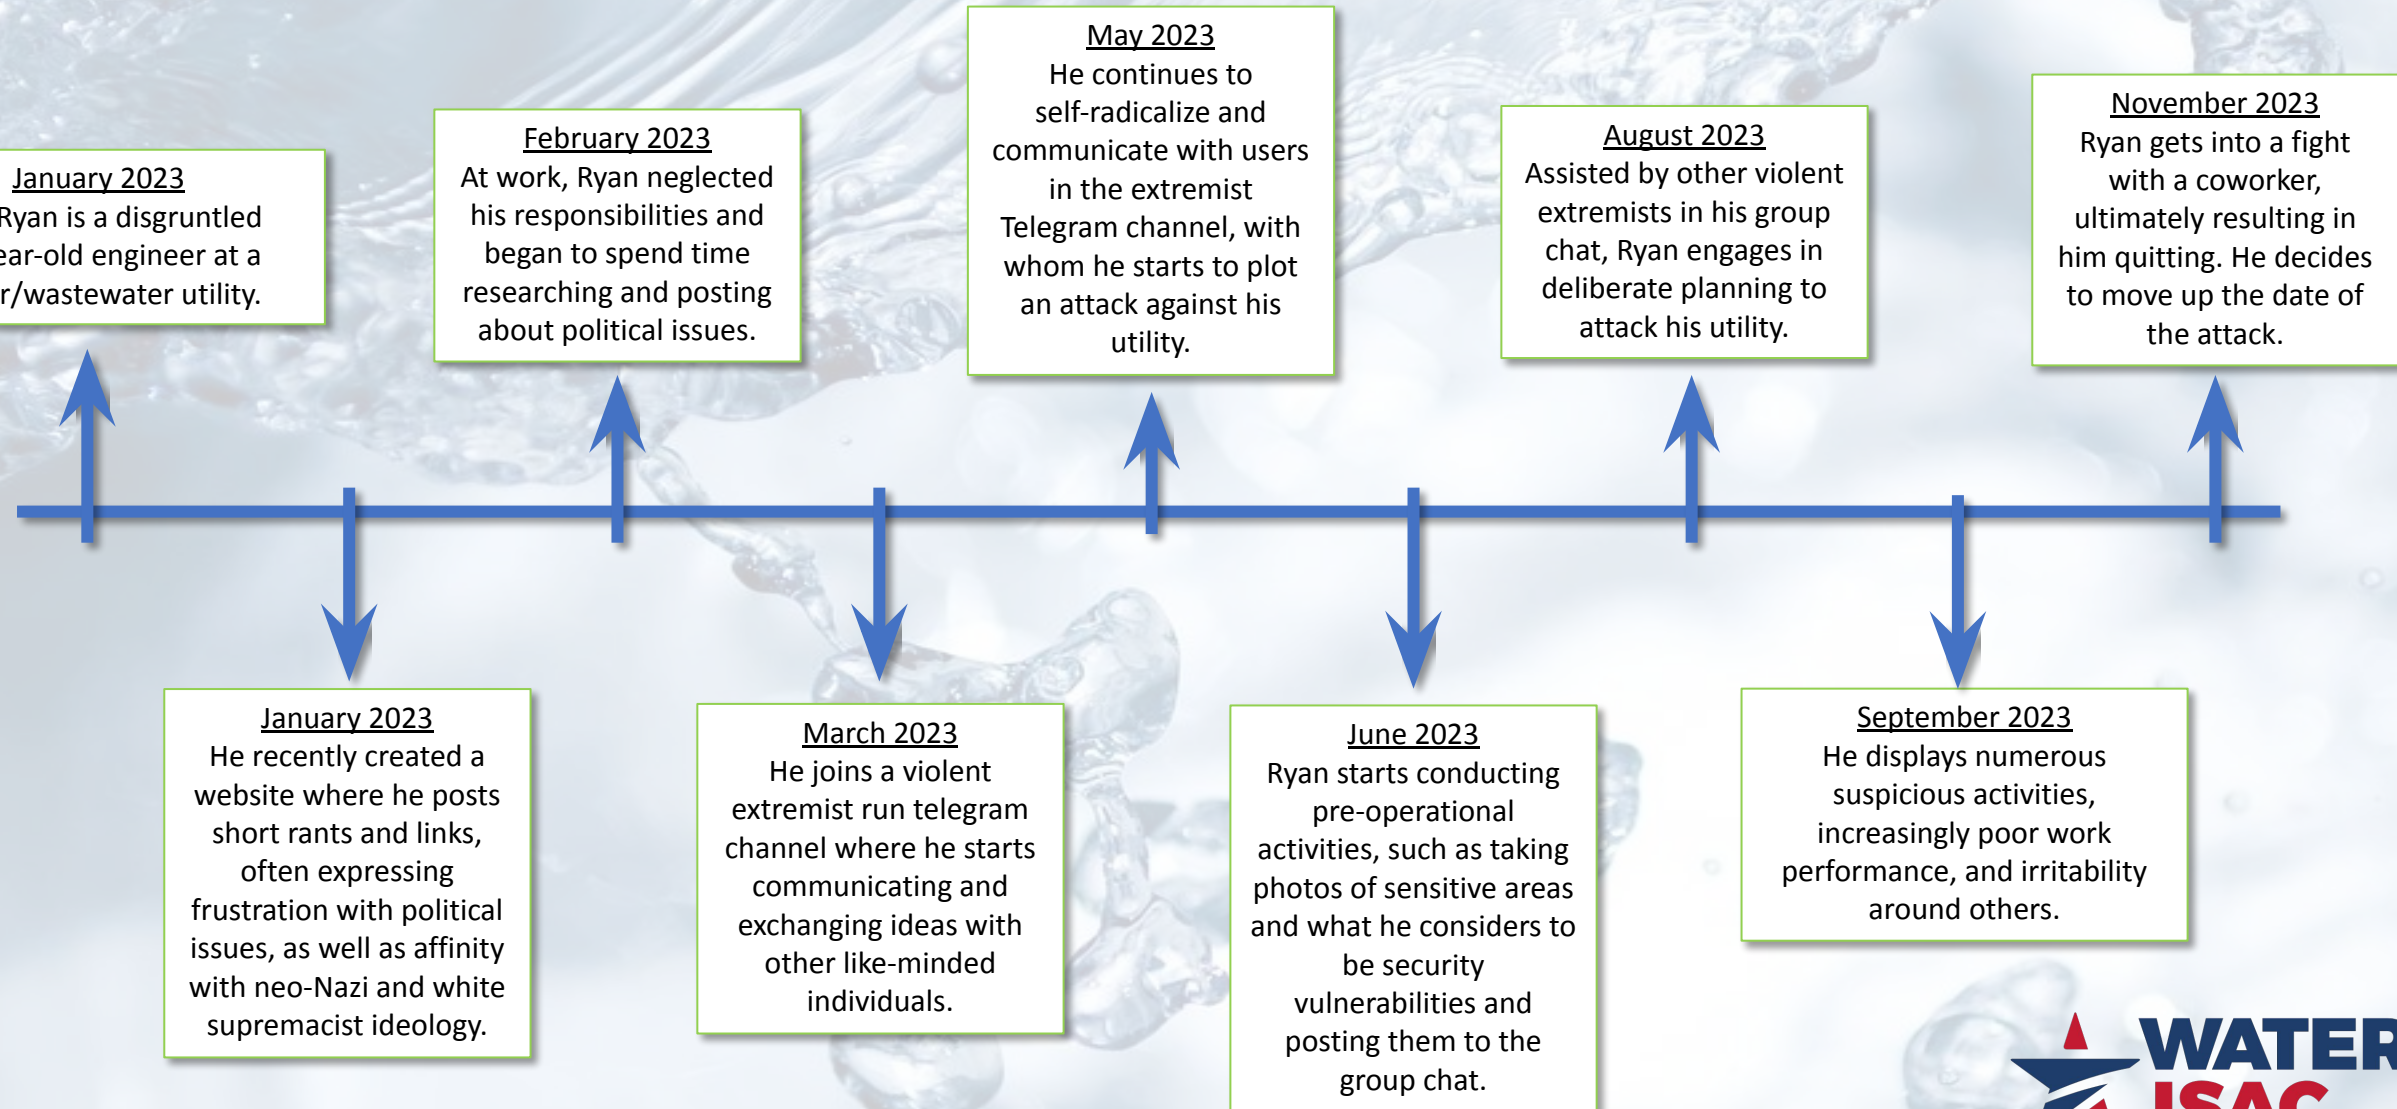 January 2023
Ryan is a disgruntled
engineer at a
utility.
January 2023
He recently created a
website where he posts
short rants and links,
often expressing
frustration with political
issues, as well as affinity
with neo-Nazi and white
supremacist ideology.
February 2023
At work, Ryan neglected
his responsibilities and
began to spend time
researching and posting
about political issues.
March 2023
He joins a violent
extremist run telegram
channel where he starts
communicating and
exchanging ideas with
other like-minded
individuals.
May 2023
He continues to
self-radicalize and
communicate with users
in the extremist
Telegram channel, with
whom he starts to plot
an attack against his
utility.
June 2023
Ryan starts conducting
pre-operational
activities, such as taking
photos of sensitive areas
and what he considers to
be security
vulnerabilities and
posting them to the
group chat.
August 2023
Assisted by other violent
extremists in his group
chat, Ryan engages in
deliberate planning to
attack his utility.
September 2023
He displays numerous
suspicious activities,
increasingly poor work
performance, and irritability
around others.
November 2023
Ryan gets into a fight
with a coworker,
ultimately resulting in
him quitting. He decides
to move up the date of
the attack.
WATER
ISAC